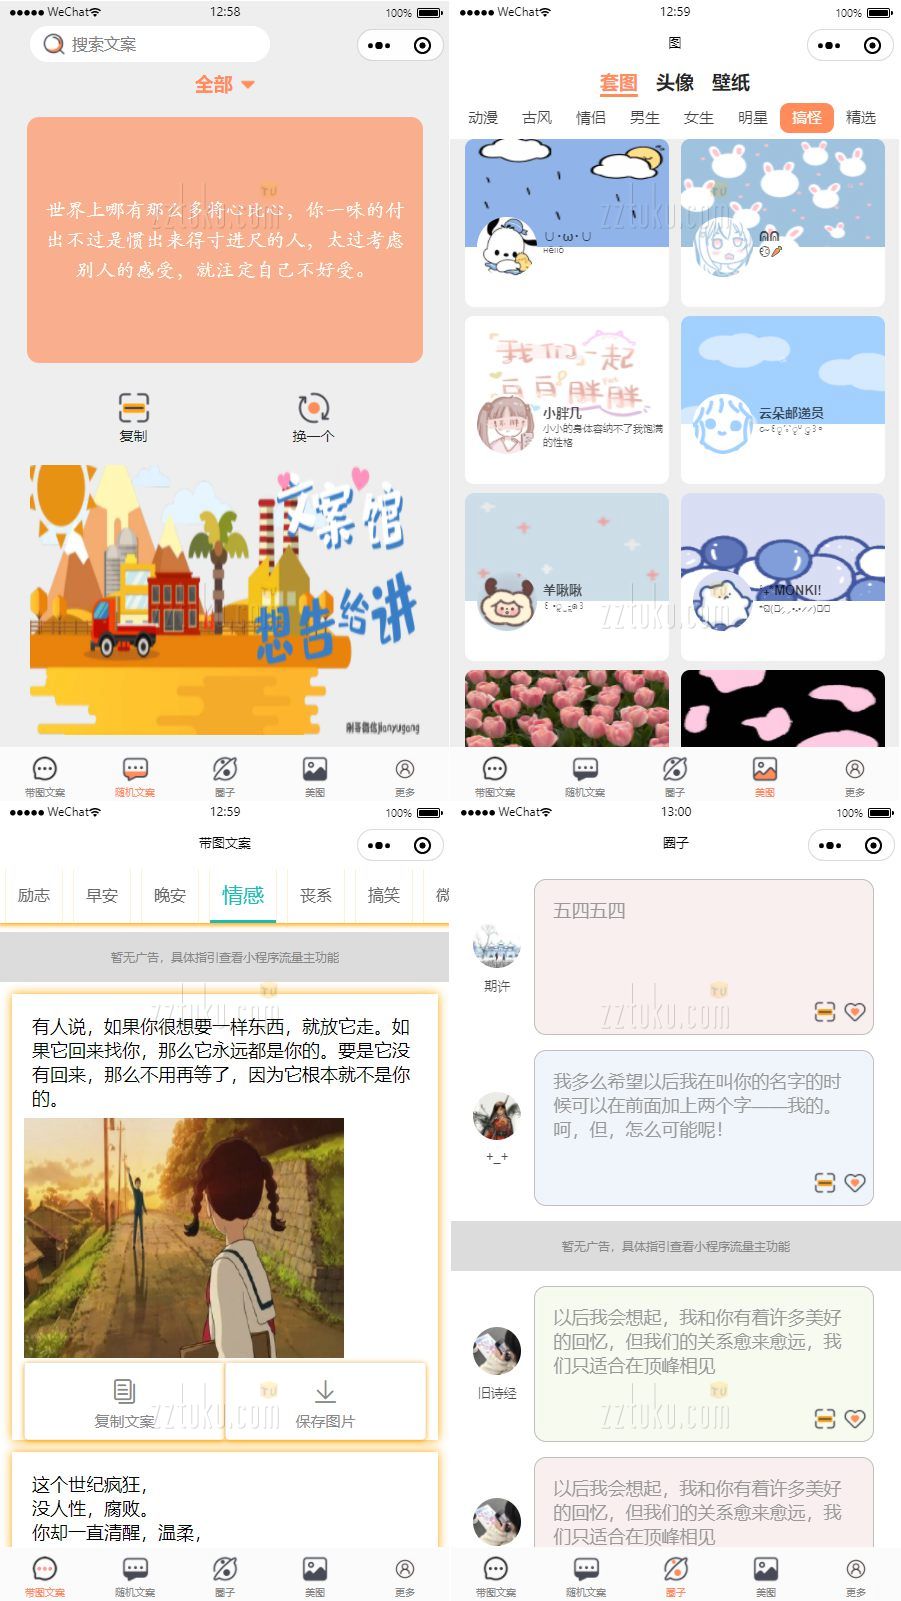 ●●●●● WeChat 12:58 100%
搜索文案
全部
世界上哪有那么多将心比心，你一味的付
出不过是惯出来得寸进尺的人，太过考虑
别人的感受，就注定自己不好受。
复制
换一个
文案馆
想告给讲
刚哥微信jianyugang
带图文案 随机文案 圈子 美图 更多
●●●●● WeChat 12:59 100%
图
套图 头像 壁纸
动漫 古风 情侣 男生 女生 明星 搞怪 精选
∪･ω･∪
Hello
我们一起
豆豆胖胖
小胖几
小小的身体容纳不了我饱满
的性格
云朵邮递员
羊啾啾
带图文案 随机文案 圈子 美图 更多
●●●●● WeChat 12:59 100%
带图文案
励志 早安 晚安 情感 丧系 搞笑 微
暂无广告，具体指引查看小程序流量主功能
有人说，如果你很想要一样东西，就放它走。如
果它回来找你，那么它永远都是你的。要是它没
有回来，那么不用再等了，因为它根本就不是你
的。
复制文案
保存图片
这个世纪疯狂，
没人性，腐败。
你却一直清醒，温柔，
带图文案 随机文案 圈子 美图 更多
●●●●● WeChat 13:00 100%
圈子
五四五四
期许
我多么希望以后我在叫你的名字的时
候可以在前面加上两个字——我的。
呵，但，怎么可能呢！
+_+
暂无广告，具体指引查看小程序流量主功能
以后我会想起，我和你有着许多美好
的回忆，但我们的关系愈来愈远，我
们只适合在顶峰相见
旧诗经
以后我会想起，我和你有着许多美好
的回忆，但我们的关系愈来愈远，我
们只适合在顶峰相见
带图文案 随机文案 圈子 美图 更多
zztuku.com
zztuku.com
zztuku.com
zztuku.com
zztuku.com
zztuku.com
zztuku.com